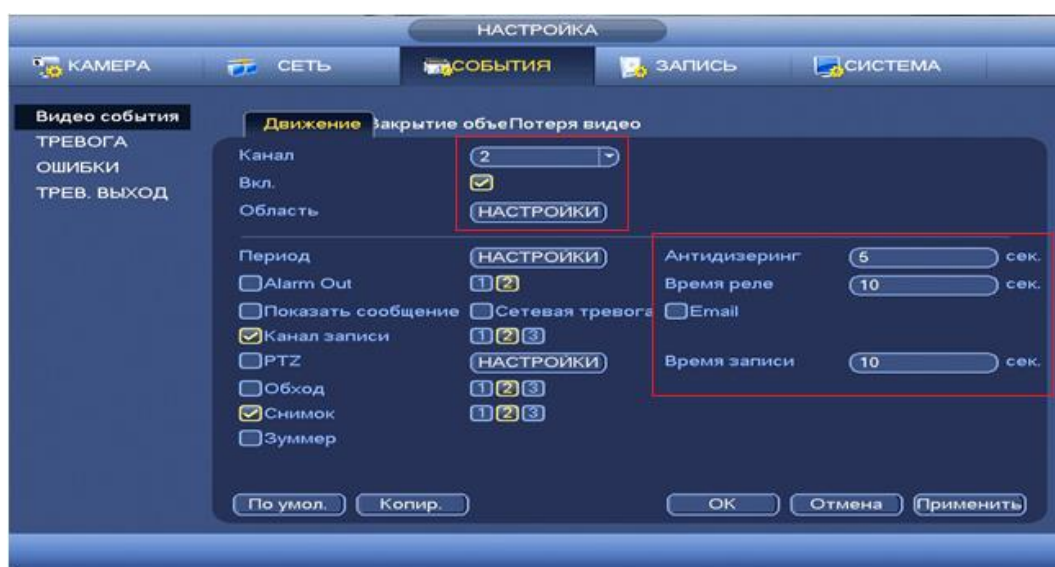 НАСТРОЙКА
КАМЕРА СЕТЬ СОБЫТИЯ ЗАПИСЬ СИСТЕМА
Видео события
ТРЕВОГА
ОШИБКИ
ТРЕВ. ВЫХОД
Движение Закрытие объе Потеря видео
Канал 2
Вкл.
Область НАСТРОЙКИ
Период НАСТРОЙКИ Антидизеринг 5 сек.
Alarm Out 1 2 Время реле 10 сек.
Показать сообщение Сетевая тревога Email
Канал записи 1 2 3
PTZ НАСТРОЙКИ Время записи 10 сек.
Обход 1 2 3
Снимок 1 2 3
Зуммер
По умол. Копир. OK Отмена Применить